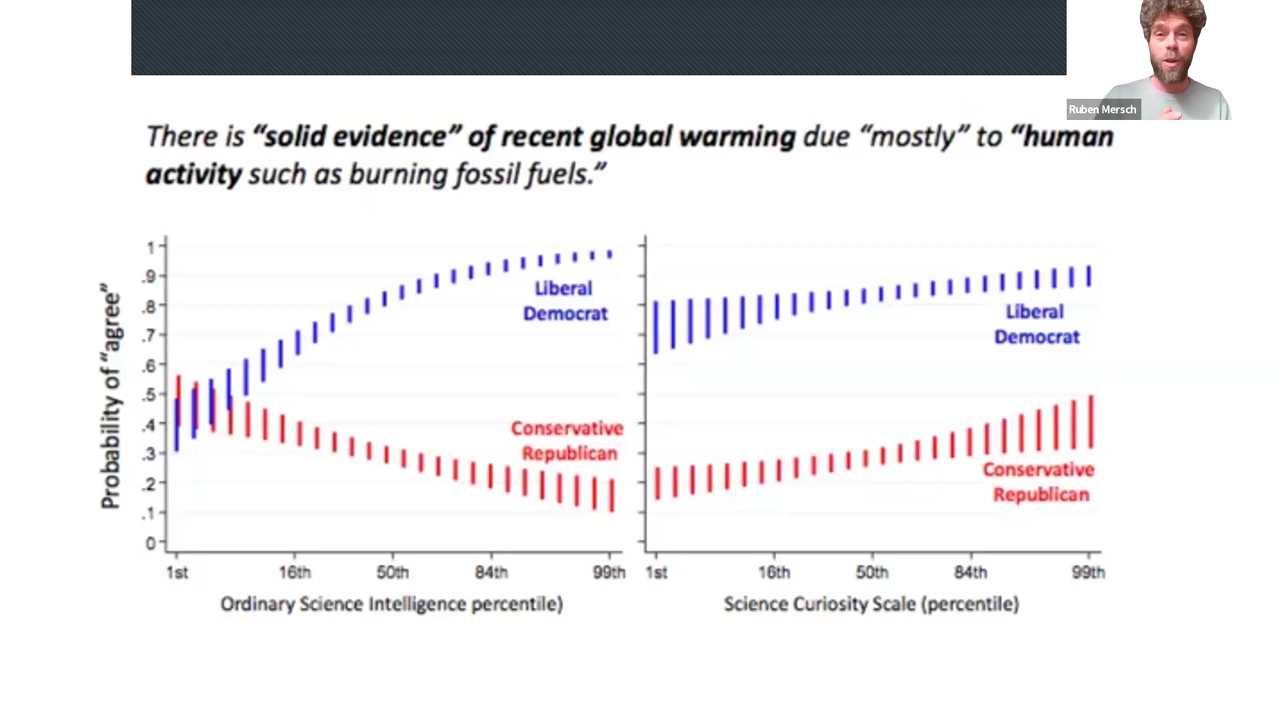 Ruben Mersch
There is “solid evidence” of recent global warming due “mostly” to “human
activity such as burning fossil fuels.”
Probability of “agree”
1
.9
.8
.7
.6
.5
.4
.3
.2
.1
0
Liberal
Democrat
Conservative
Republican
1st 16th 50th 84th 99th
Ordinary Science Intelligence percentile)
Liberal
Democrat
Conservative
Republican
1st 16th 50th 84th 99th
Science Curiosity Scale (percentile)